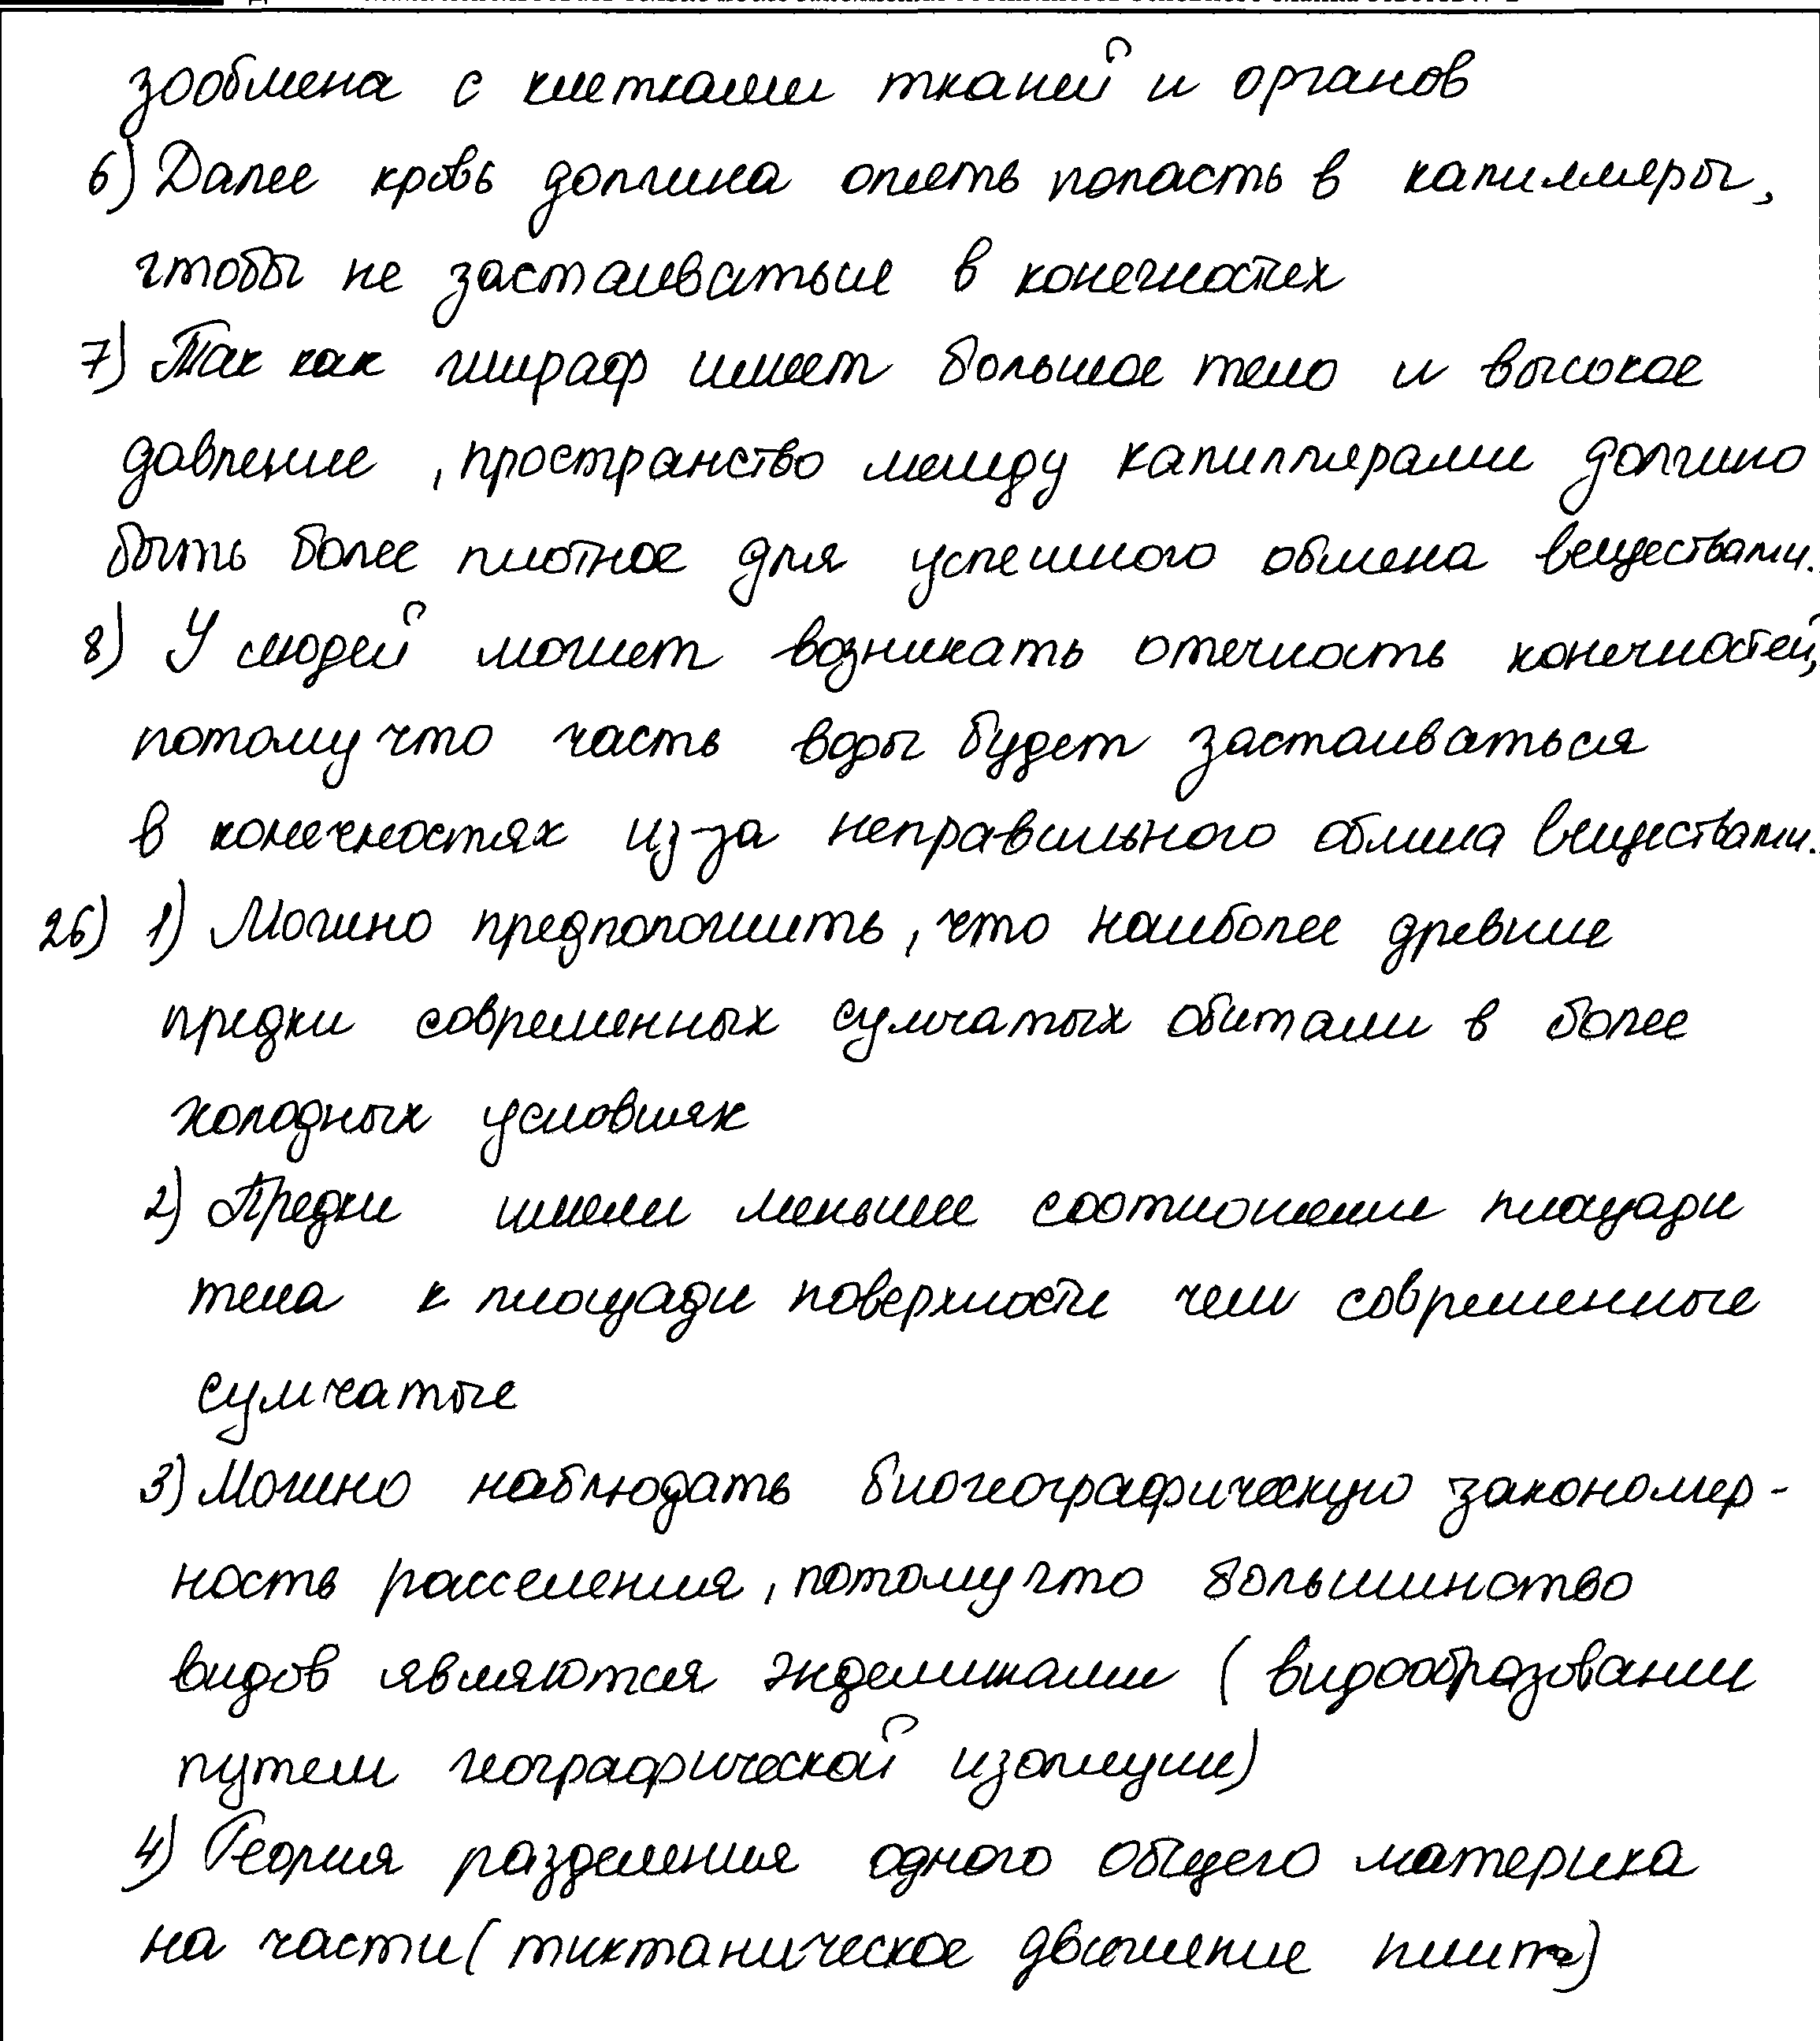 зообмена с клетками тканей и органов
6) Далее кровь должна опять попасть в капилляры,
чтобы не застаиваться в конечностях
7) Так как жираф имеет большое тело и высокое
давление, пространство между капиллярами должно
быть более плотное для успешного обмена веществами.
8) У людей может возникать отечность конечностей,
потому что часть воды будет застаиваться
в конечностях из-за неправильного обмена веществами.
26) 1) Можно предположить, что наиболее древние
предки современных сумчатых обитали в более
холодных условиях
2) Предки имели меньшее соотношение площади
тела к площади поверхности чем современные
сумчатые
3) Можно наблюдать биогеографическую закономер-
ность расселения, потому что большинство
видов являются эндемиками (видообразовании
путем географической изоляции)
4) Теория разделения одного общего материка
на части (тиктаническое движение плит)